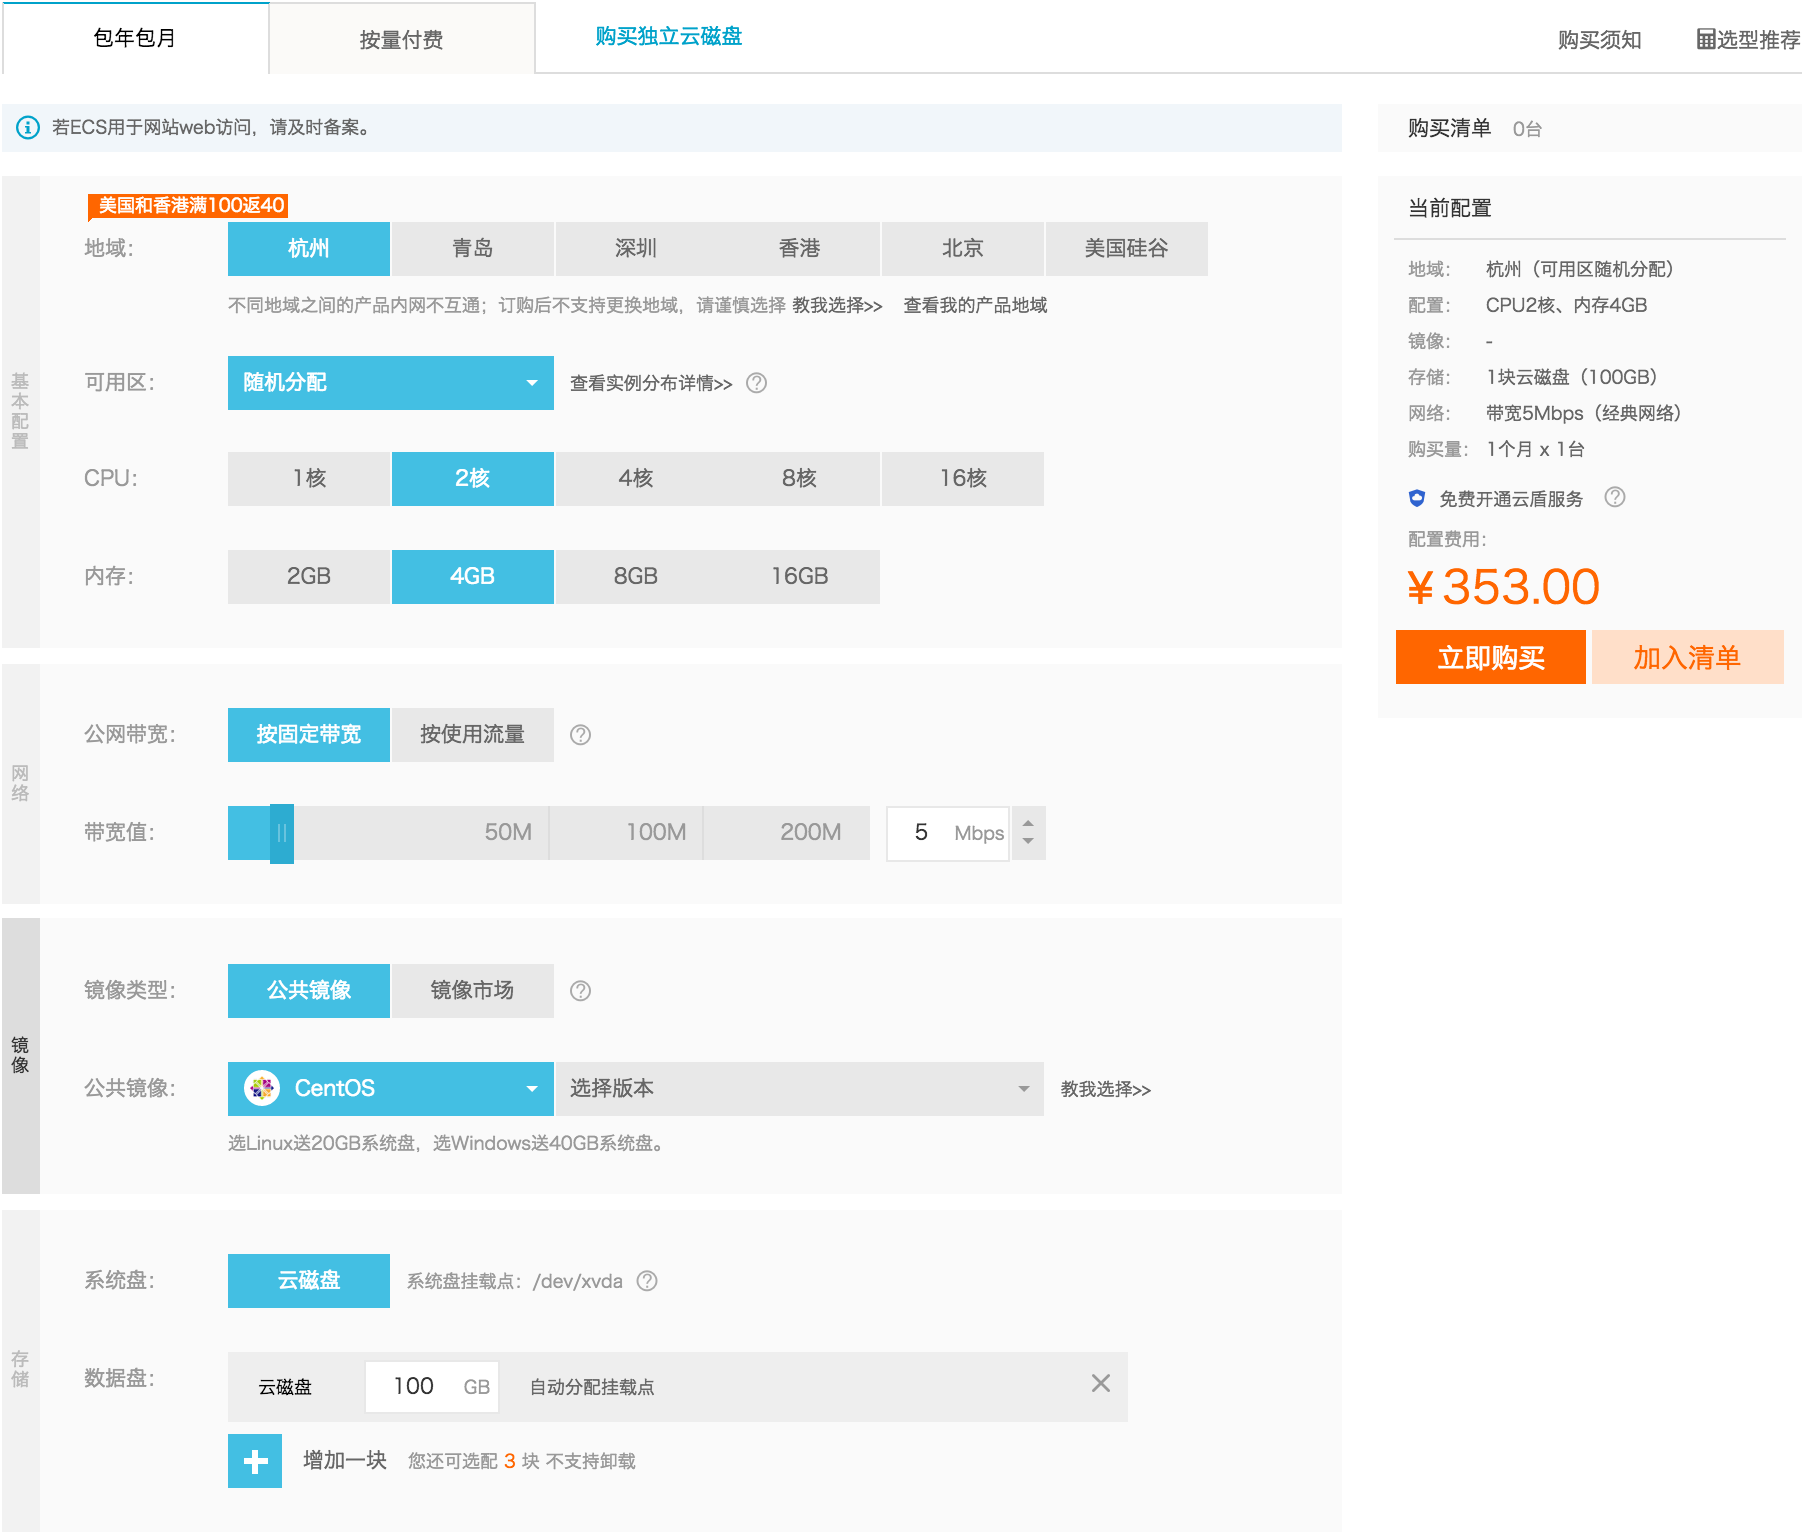 包年包月
按量付费
购买独立云磁盘
购买须知
选型推荐
若ECS用于网站web访问，请及时备案。
购买清单 0台
美国和香港满100返40
地域： 杭州 青岛 深圳 香港 北京 美国硅谷
不同地域之间的产品内网不互通；订购后不支持更换地域，请谨慎选择 教我选择>> 查看我的产品地域
基本配置
可用区： 随机分配 查看实例分布详情>>
CPU： 1核 2核 4核 8核 16核
内存： 2GB 4GB 8GB 16GB
当前配置
地域： 杭州（可用区随机分配）
配置： CPU2核、内存4GB
镜像： -
存储： 1块云磁盘（100GB）
网络： 带宽5Mbps（经典网络）
购买量： 1个月 x 1台
免费开通云盾服务
配置费用：
¥353.00
立即购买 加入清单
网络
公网带宽： 按固定带宽 按使用流量
带宽值： 50M 100M 200M 5 Mbps
镜像
镜像类型： 公共镜像 镜像市场
公共镜像： CentOS 选择版本 教我选择>>
选Linux送20GB系统盘，选Windows送40GB系统盘。
存储
系统盘： 云磁盘 系统盘挂载点：/dev/xvda
数据盘： 云磁盘 100 GB 自动分配挂载点
增加一块 您还可选配 3 块 不支持卸载